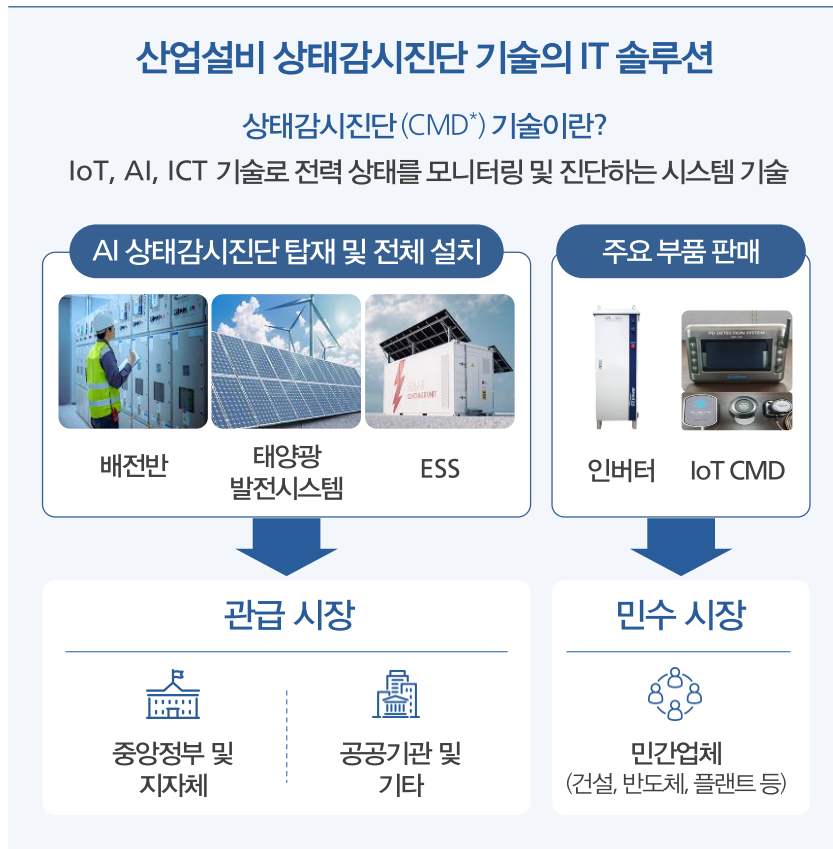 산업설비 상태감시진단 기술의 IT 솔루션
상태감시진단(CMD*) 기술이란?
IoT, AI, ICT 기술로 전력 상태를 모니터링 및 진단하는 시스템 기술
AI 상태감시진단 탑재 및 전체 설치
주요 부품 판매
SOLAR
CONTAINER UNIT
PD DETECTION SYSTEM
배전반
태양광
발전시스템
ESS
인버터
IoT CMD
관급 시장
민수 시장
중앙정부 및
지자체
공공기관 및
기타
민간업체
(건설, 반도체, 플랜트 등)